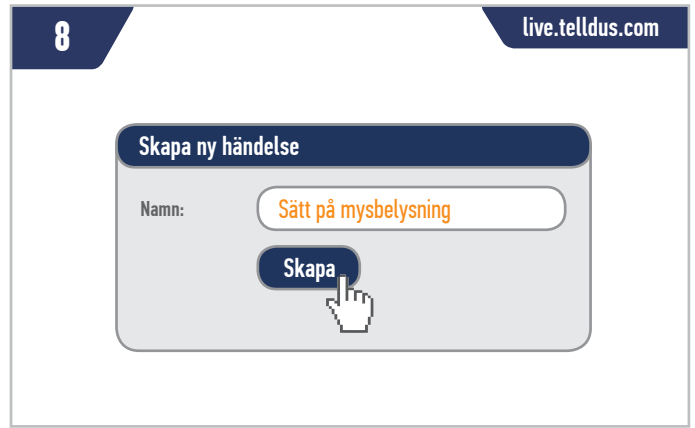 8
live.telldus.com
Skapa ny händelse
Namn: Sätt på mysbelysning
Skapa